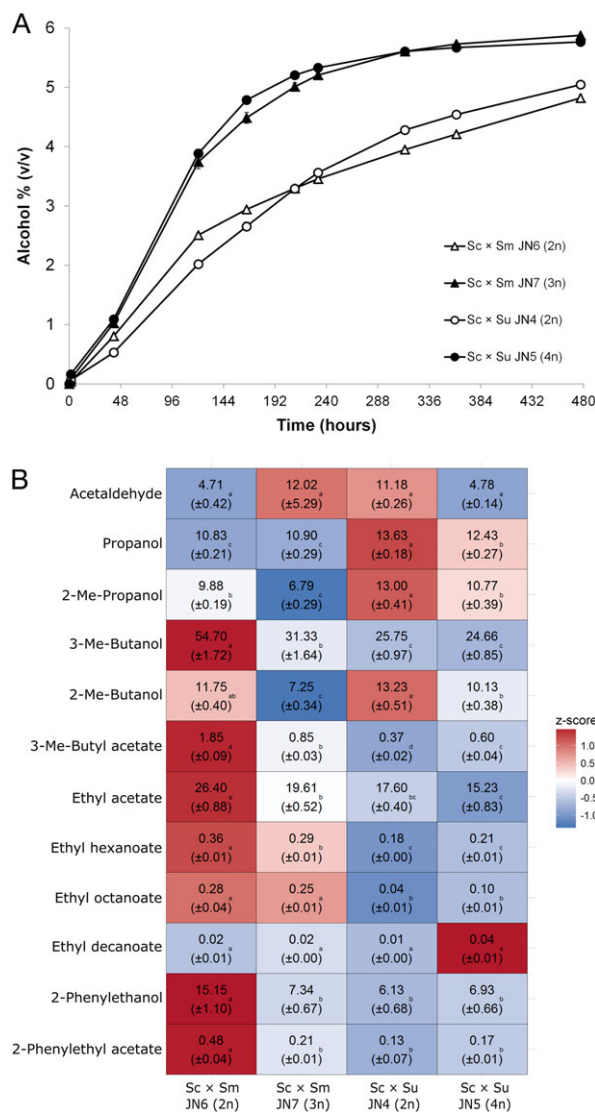 A
6
5
4
3
2
1
0
Alcohol % (v/v)
Sc × Sm JN6 (2n)
Sc × Sm JN7 (3n)
Sc × Su JN4 (2n)
Sc × Su JN5 (4n)
0 48 96 144 192 240 288 336 384 432 480
Time (hours)
B
Acetaldehyde 4.71 (±0.42) a 12.02 (±5.29) a 11.18 (±0.26) a 4.78 (±0.14) a
Propanol 10.83 (±0.21) c 10.90 (±0.29) c 13.63 (±0.18) a 12.43 (±0.27) b
2-Me-Propanol 9.88 (±0.19) b 6.79 (±0.29) c 13.00 (±0.41) a 10.77 (±0.39) b
3-Me-Butanol 54.70 (±1.72) a 31.33 (±1.64) b 25.75 (±0.97) c 24.66 (±0.85) c
2-Me-Butanol 11.75 (±0.40) ab 7.25 (±0.34) c 13.23 (±0.51) a 10.13 (±0.38) b
3-Me-Butyl acetate 1.85 (±0.09) a 0.85 (±0.03) b 0.37 (±0.02) d 0.60 (±0.04) c
Ethyl acetate 26.40 (±0.88) a 19.61 (±0.52) b 17.60 (±0.40) bc 15.23 (±0.83) c
Ethyl hexanoate 0.36 (±0.01) a 0.29 (±0.01) b 0.18 (±0.00) c 0.21 (±0.01) c
Ethyl octanoate 0.28 (±0.04) a 0.25 (±0.01) a 0.04 (±0.01) b 0.10 (±0.01) b
Ethyl decanoate 0.02 (±0.01) a 0.02 (±0.00) a 0.01 (±0.00) a 0.04 (±0.01) a
2-Phenylethanol 15.15 (±1.10) a 7.34 (±0.67) b 6.13 (±0.68) b 6.93 (±0.66) b
2-Phenylethyl acetate 0.48 (±0.04) a 0.21 (±0.01) b 0.13 (±0.07) b 0.17 (±0.01) b
Sc × Sm Sc × Sm Sc × Su Sc × Su
JN6 (2n) JN7 (3n) JN4 (2n) JN5 (4n)
z-score
1.0
0.5
0.0
-0.5
-1.0